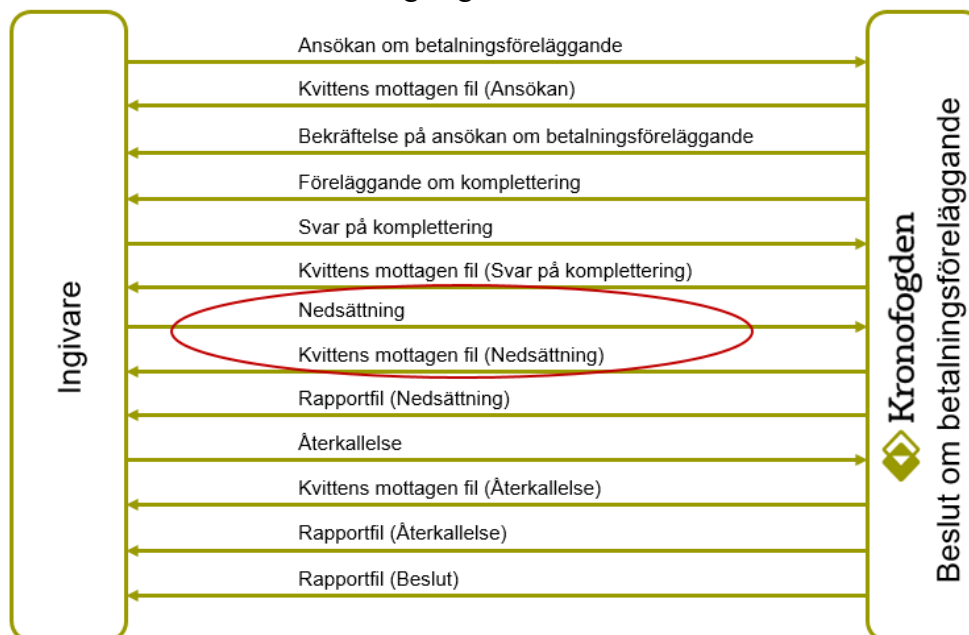 Ansökan om betalningsföreläggande
Kvittens mottagen fil (Ansökan)
Bekräftelse på ansökan om betalningsföreläggande
Föreläggande om komplettering
Svar på komplettering
Kvittens mottagen fil (Svar på komplettering)
Nedsättning
Kvittens mottagen fil (Nedsättning)
Rapportfil (Nedsättning)
Återkallelse
Kvittens mottagen fil (Återkallelse)
Rapportfil (Återkallelse)
Rapportfil (Beslut)
Ingivare
Kronofogden
Beslut om betalningsföreläggande